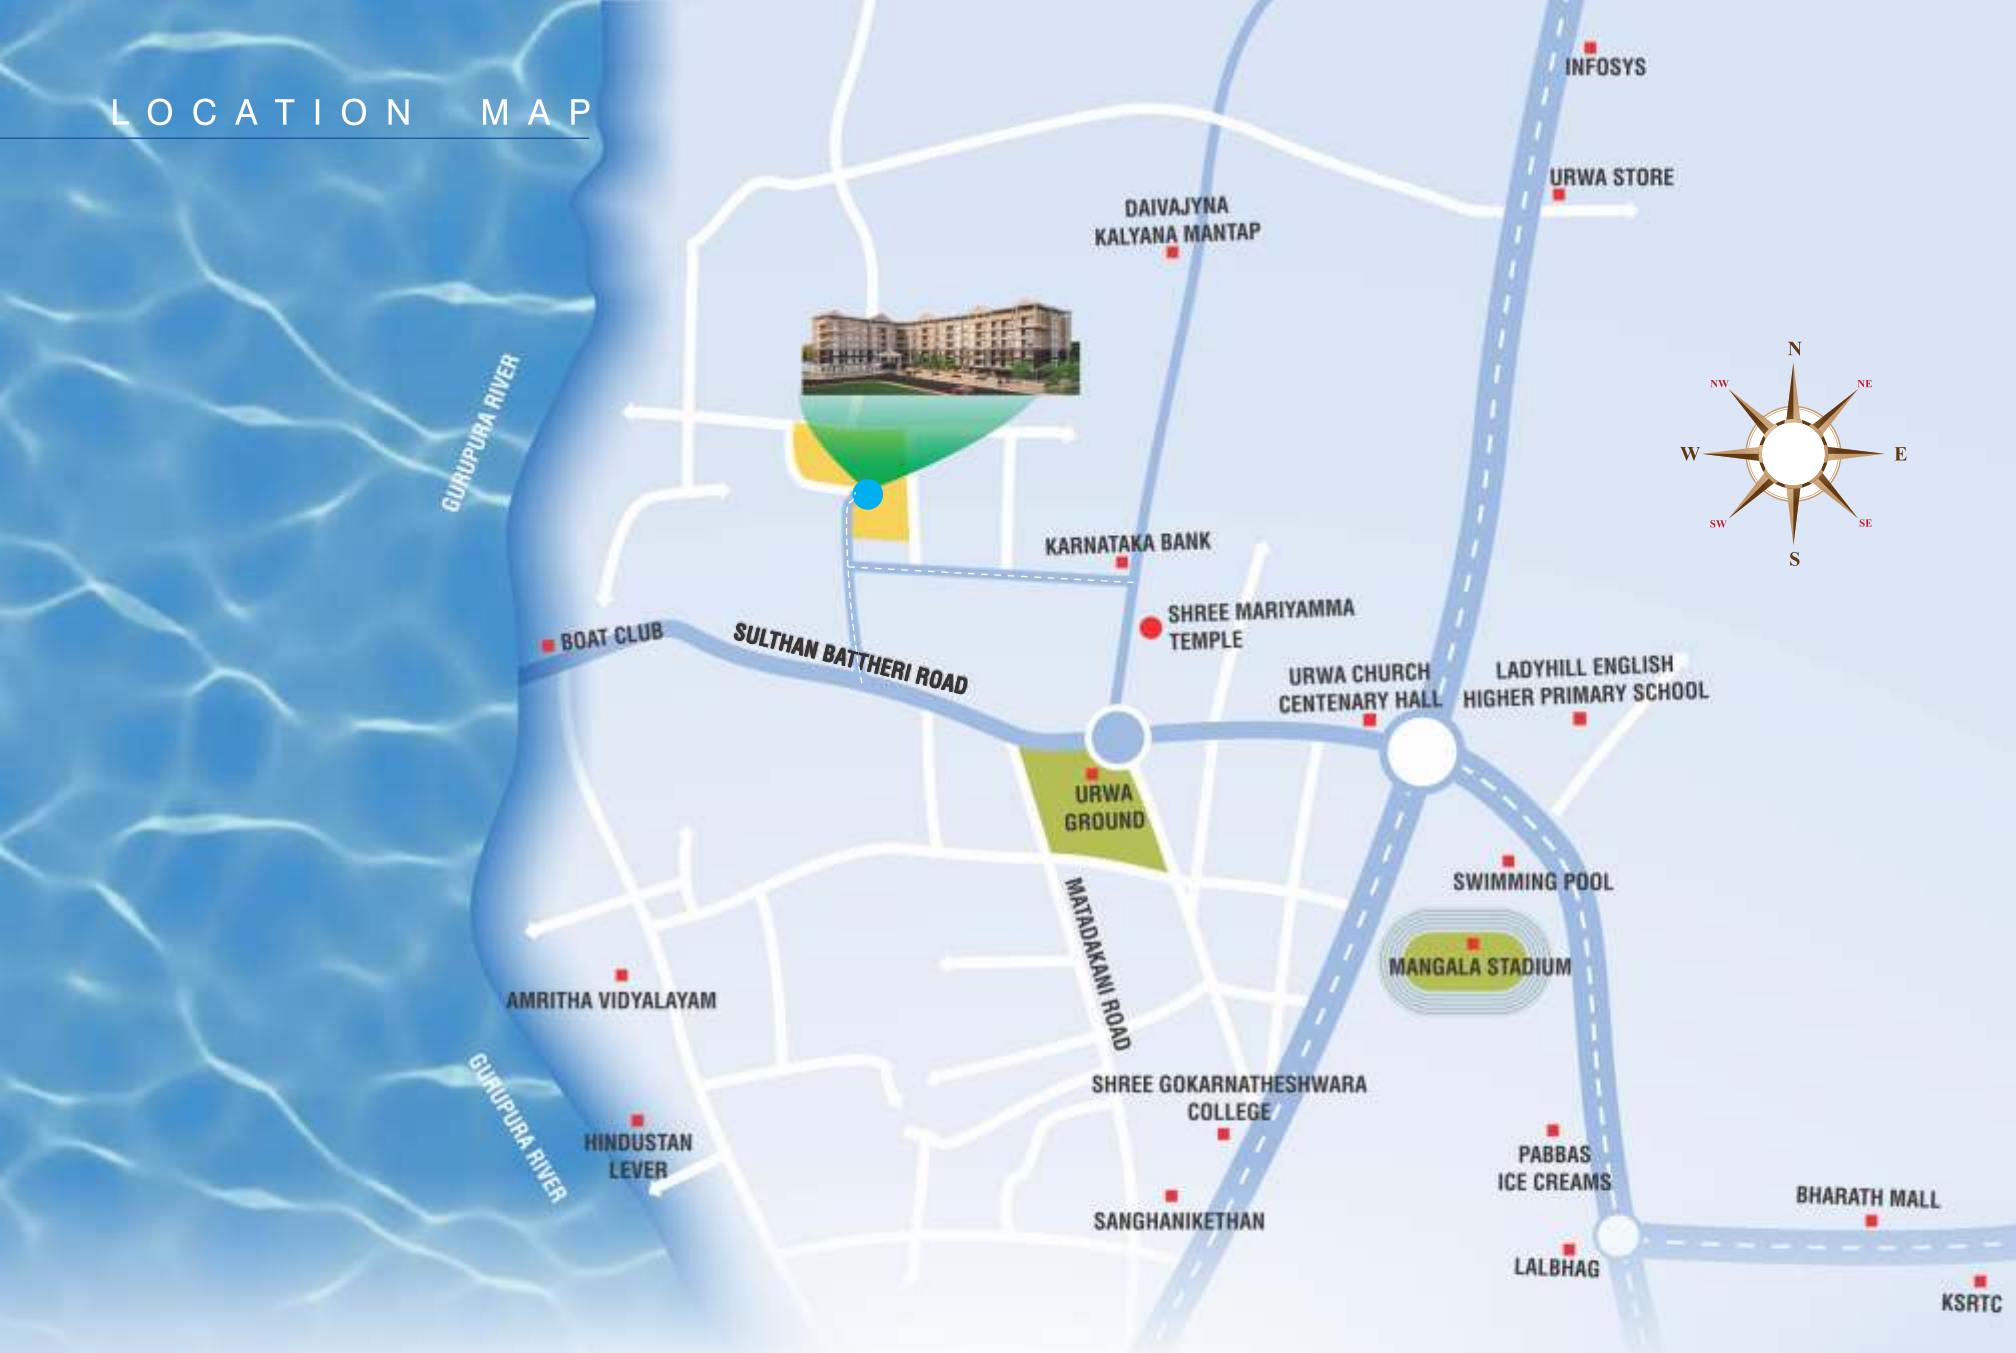 LOCATION MAP
INFOSYS
URWA STORE
DAIVAJYNA
KALYANA MANTAP
N
NW
NE
W
E
SW
SE
S
GURUPURA RIVER
KARNATAKA BANK
SHREE MARIYAMMA
TEMPLE
BOAT CLUB
SULTHAN BATTHERI ROAD
URWA CHURCH
CENTENARY HALL
LADYHILL ENGLISH
HIGHER PRIMARY SCHOOL
URWA
GROUND
SWIMMING POOL
MATADAKANI ROAD
MANGALA STADIUM
AMRITHA VIDYALAYAM
GURUPURA RIVER
SHREE GOKARNATHESHWARA
COLLEGE
HINDUSTAN
LEVER
PABBAS
ICE CREAMS
SANGHANIKETHAN
BHARATH MALL
LALBHAG
KSRTC